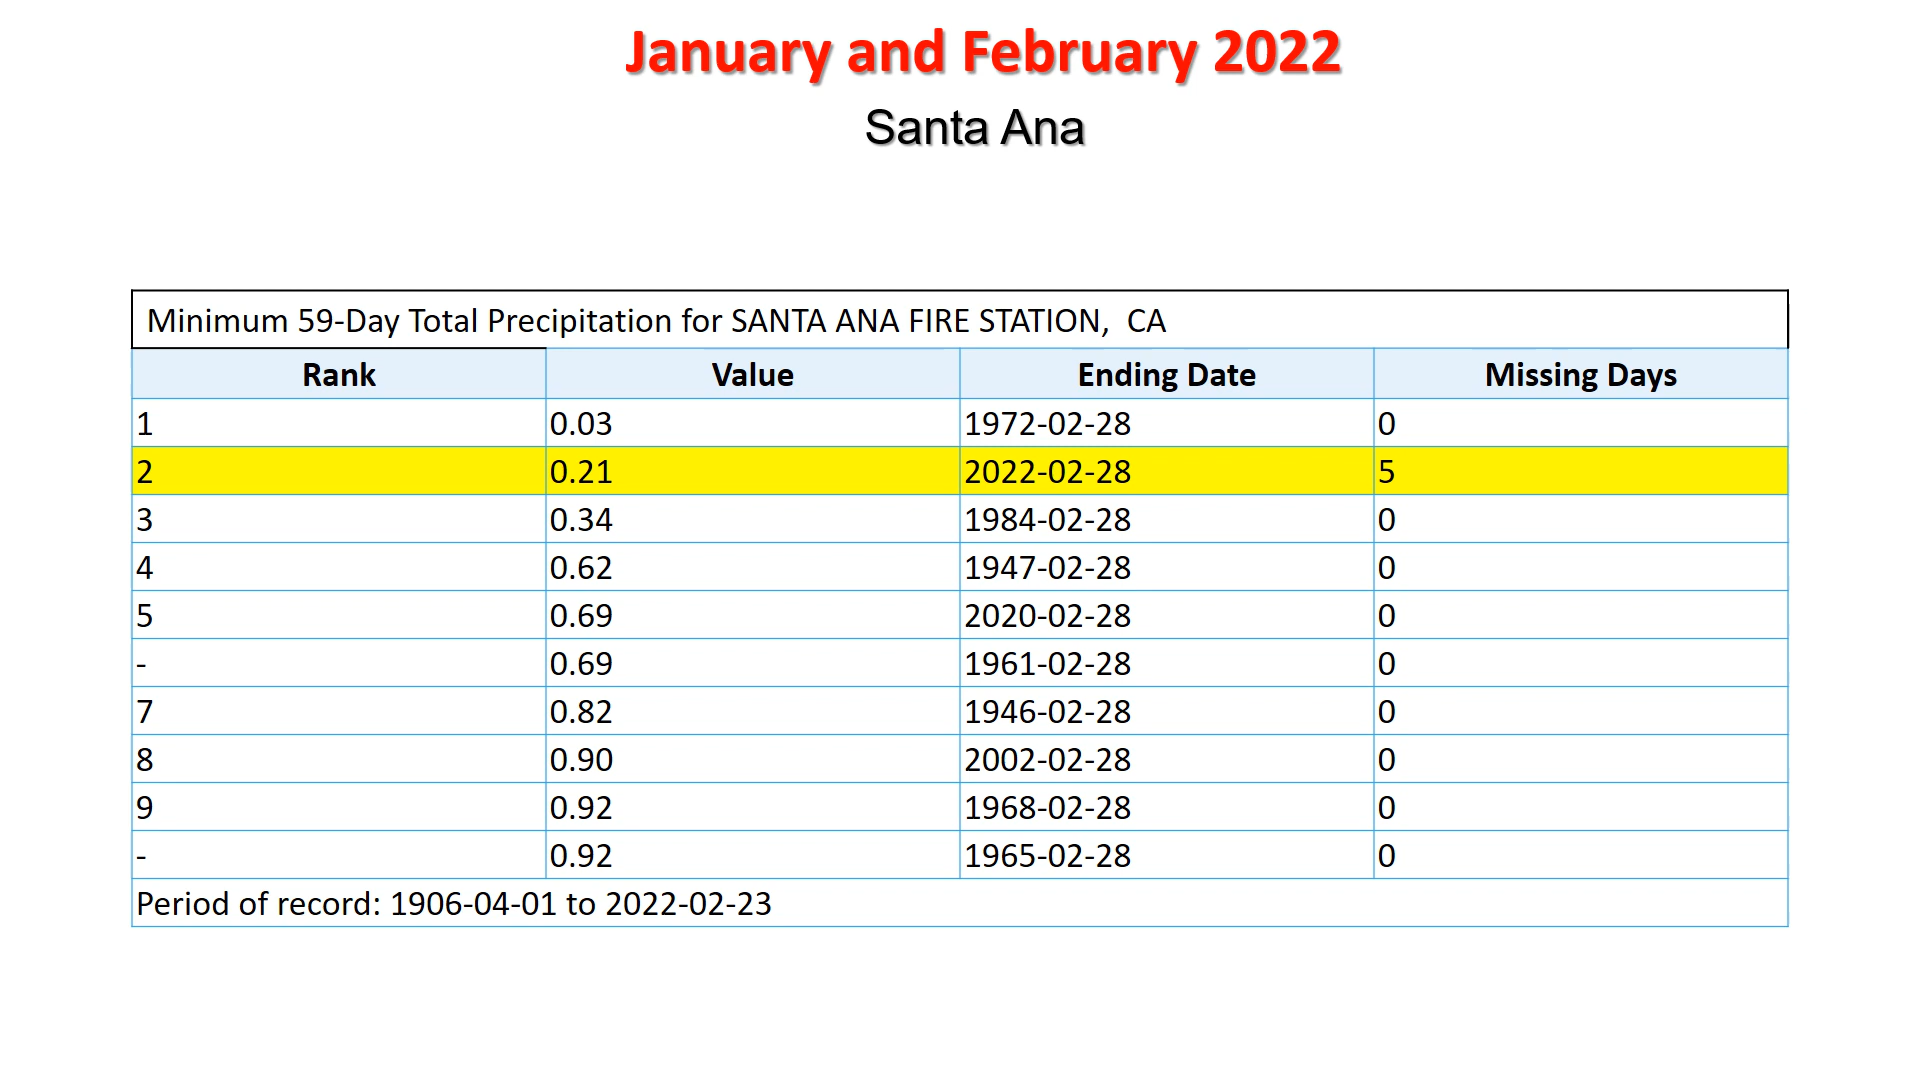 January and February 2022
Santa Ana
Minimum 59-Day Total Precipitation for SANTA ANA FIRE STATION, CA
Rank Value Ending Date Missing Days
1 0.03 1972-02-28 0
2 0.21 2022-02-28 5
3 0.34 1984-02-28 0
4 0.62 1947-02-28 0
5 0.69 2020-02-28 0
- 0.69 1961-02-28 0
7 0.82 1946-02-28 0
8 0.90 2002-02-28 0
9 0.92 1968-02-28 0
- 0.92 1965-02-28 0
Period of record: 1906-04-01 to 2022-02-23